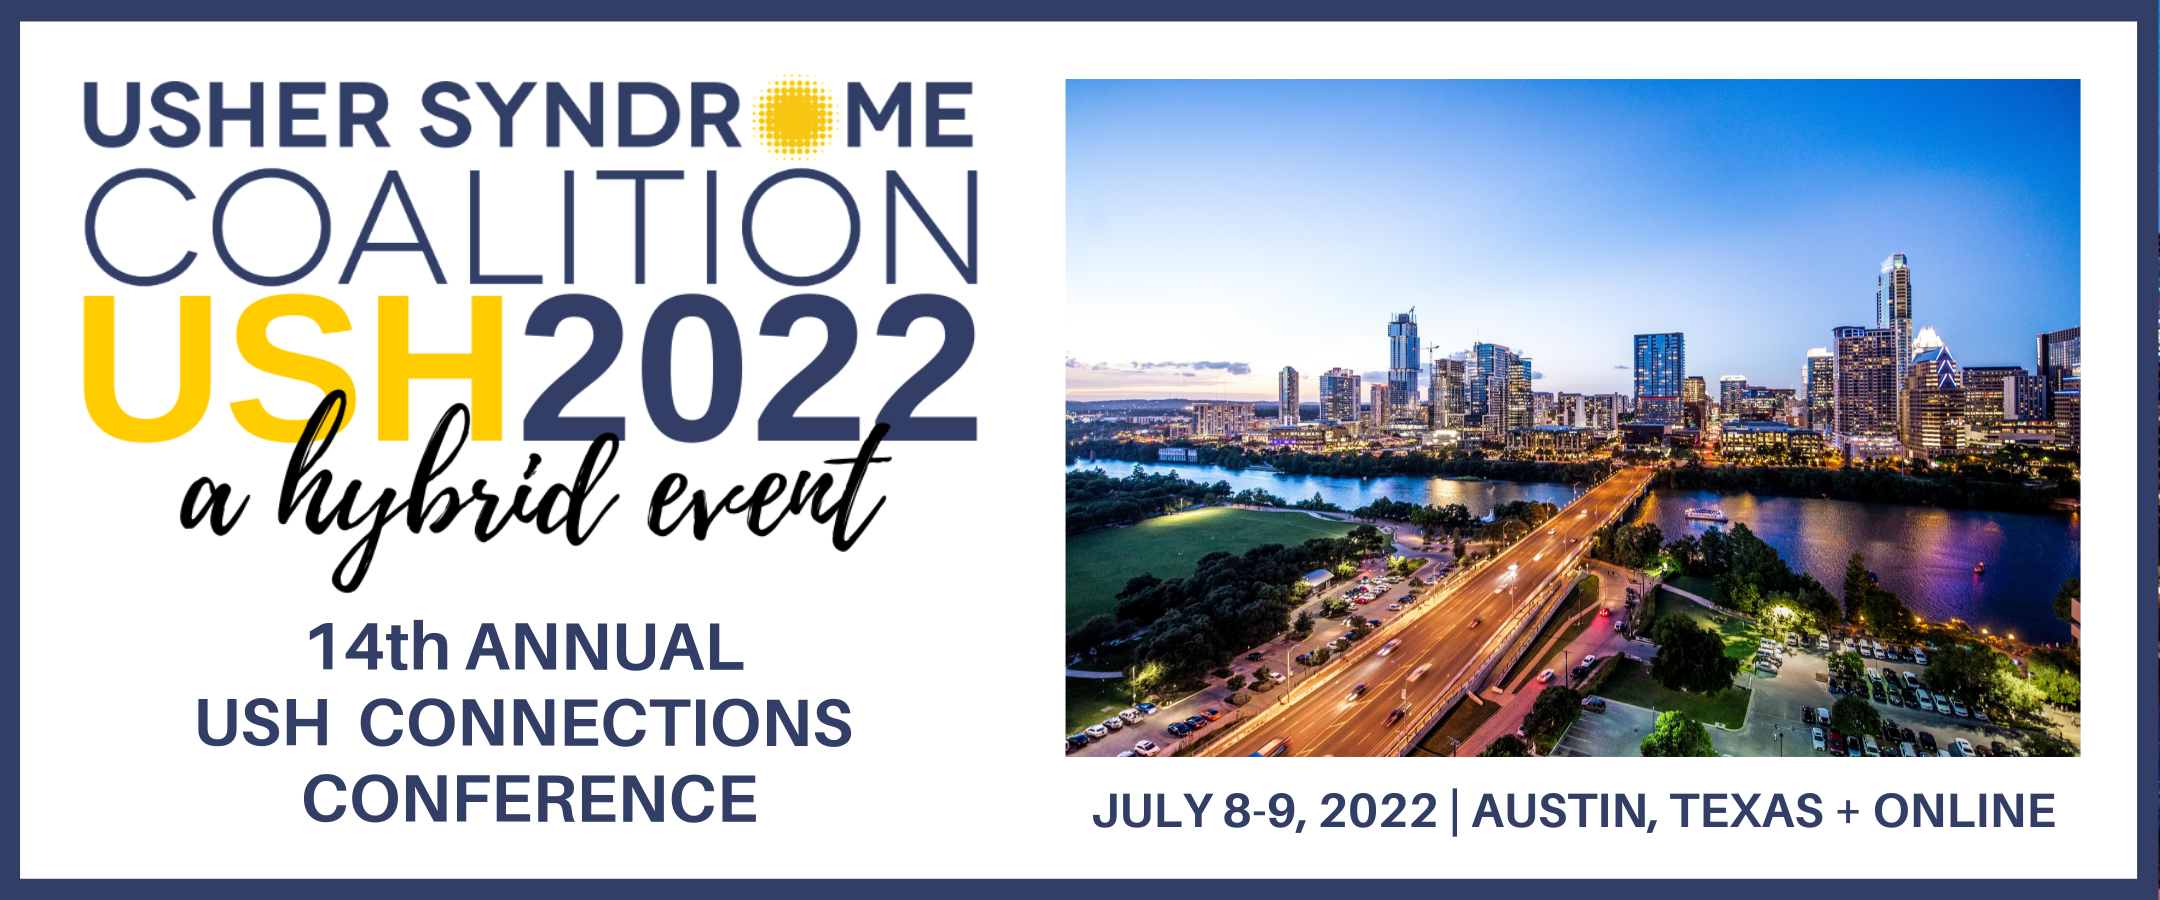 USHER SYNDROME
COALITION
USH2022
a hybrid event
14th ANNUAL
USH CONNECTIONS
CONFERENCE
JULY 8-9, 2022 | AUSTIN, TEXAS + ONLINE